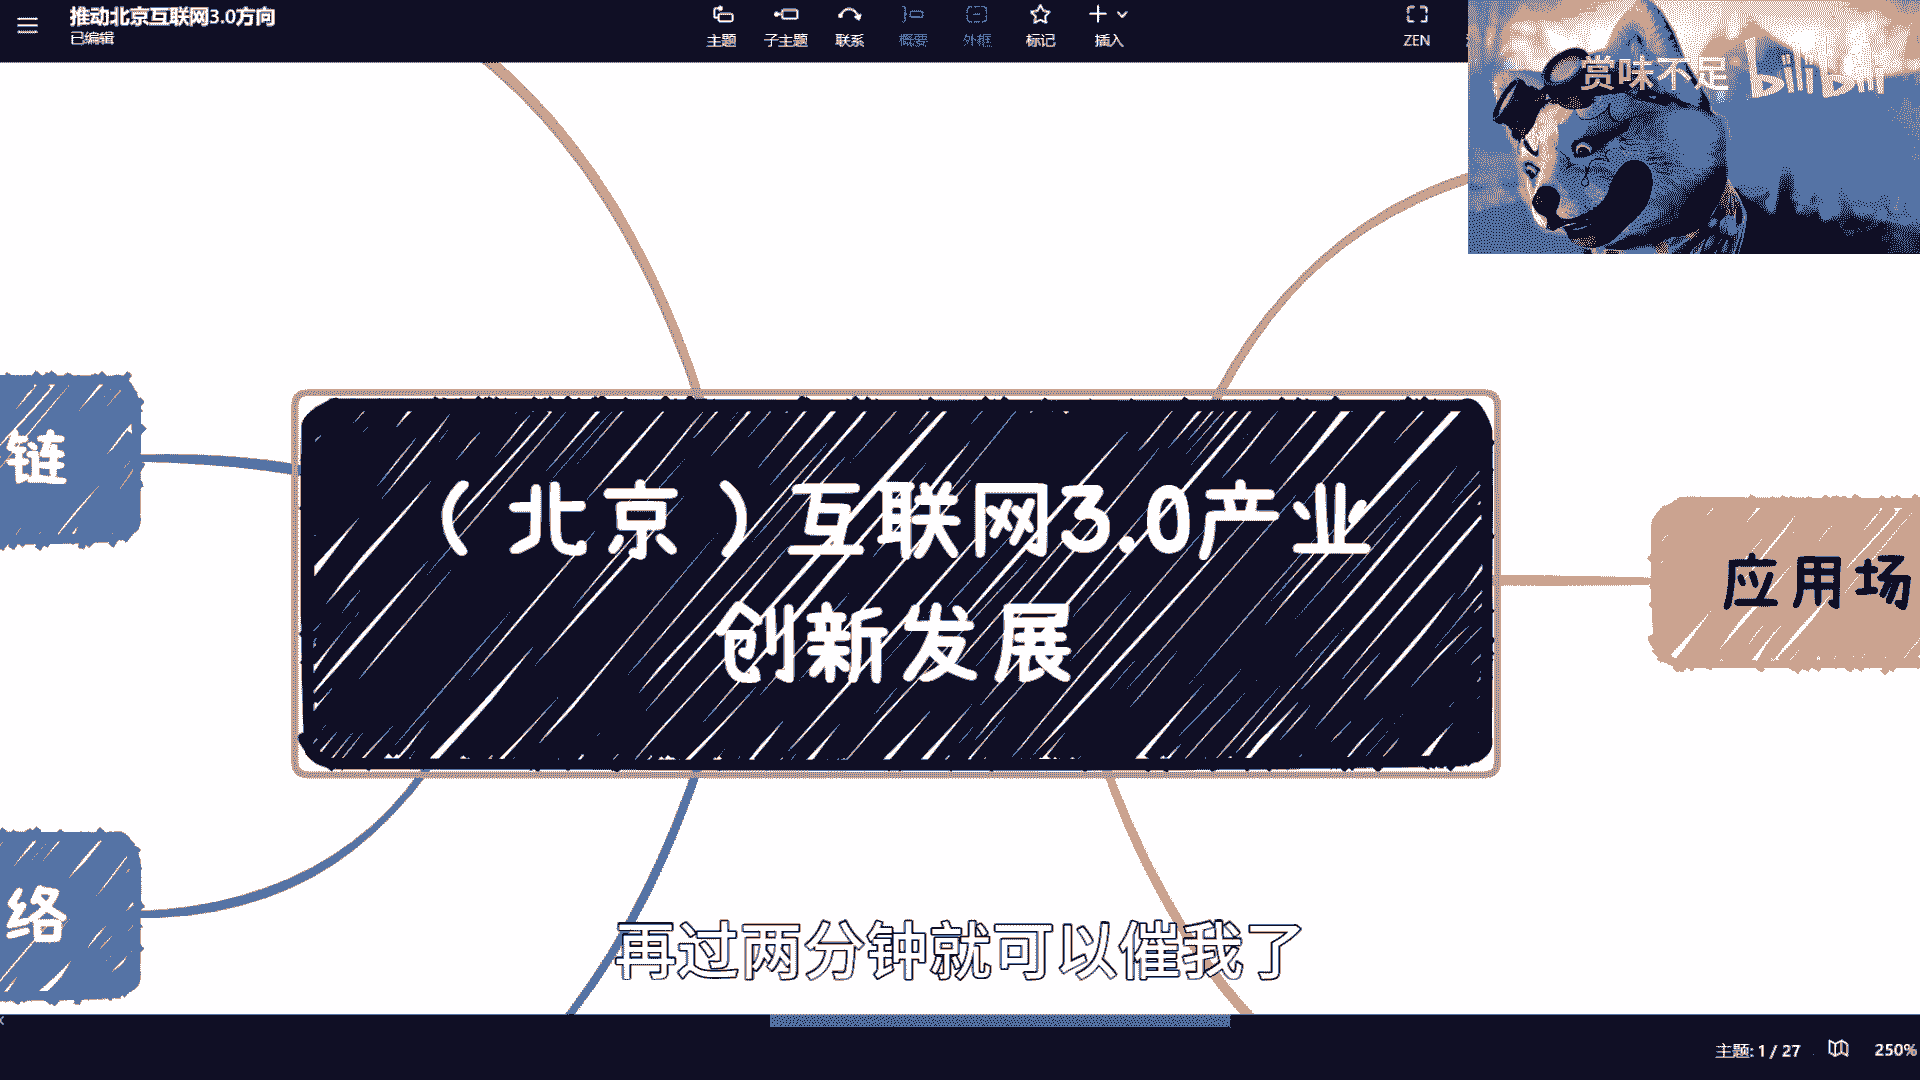 推动北京互联网3.0方向
已编辑
主题
子主题
联系
概要
外框
标记
插入
ZEN
赏味不足
bilibili
链
（北京）互联网3.0产业
创新发展
应用场
络
再过两分钟就可以催我了
主题: 1 / 27
250%